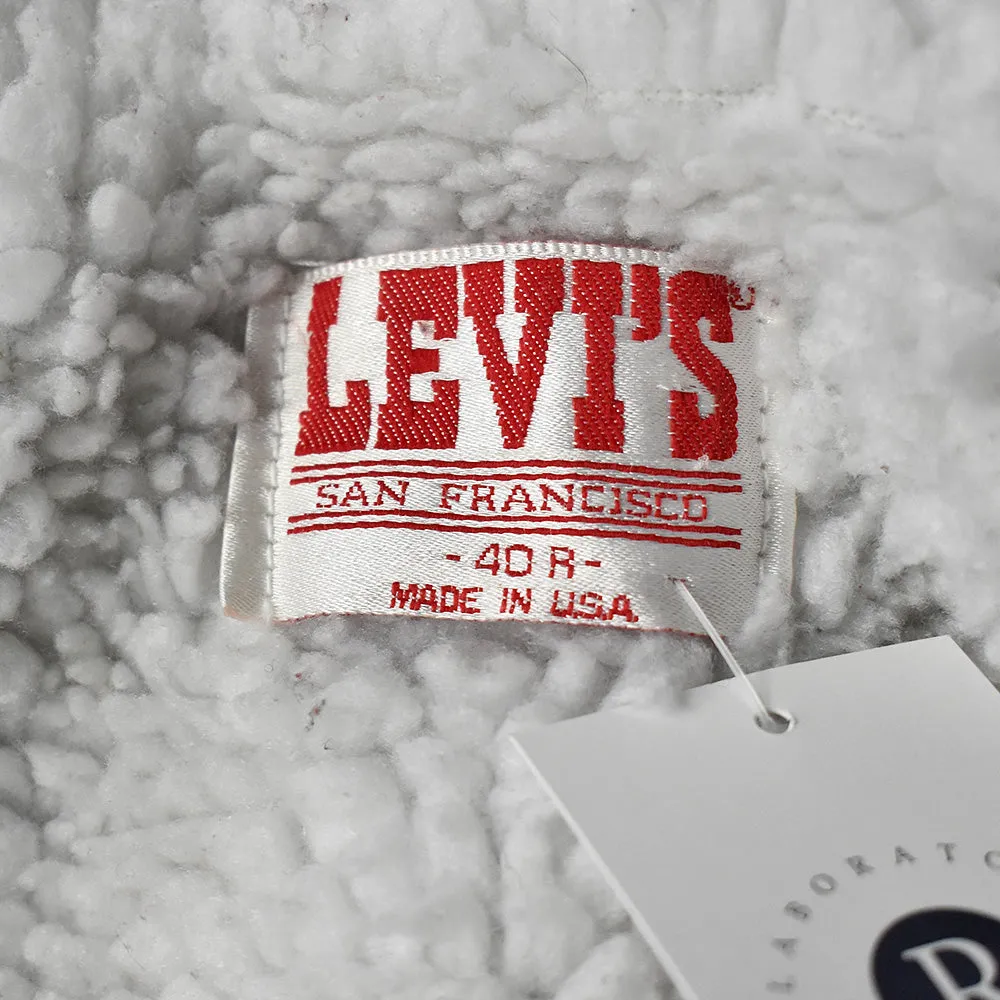 LEVI'S®
SAN FRANCISCO
-40 R-
MADE IN U.S.A.